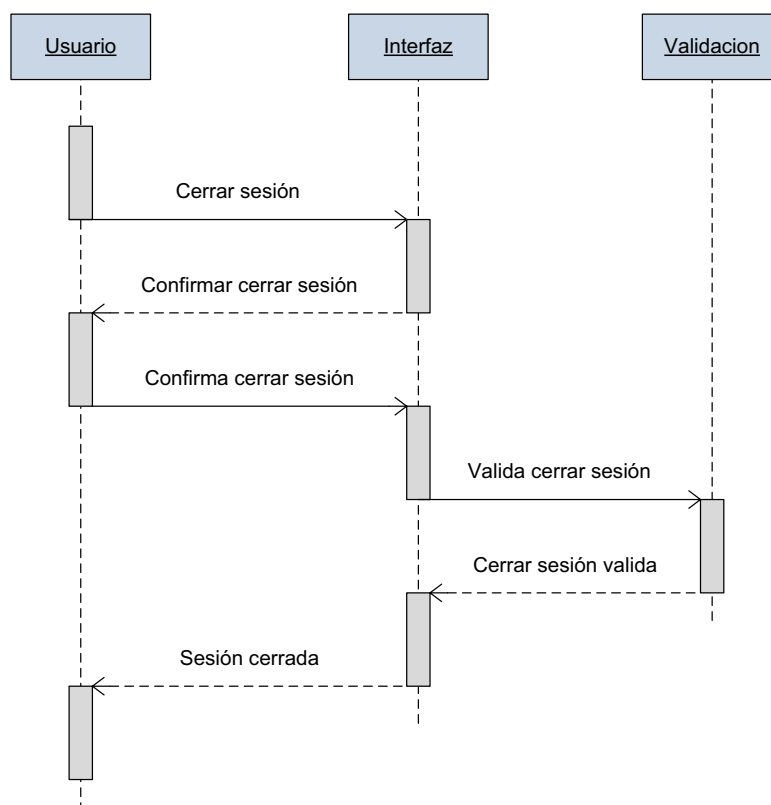 Usuario
Interfaz
Validacion
Cerrar sesión
Confirmar cerrar sesión
Confirma cerrar sesión
Valida cerrar sesión
Cerrar sesión valida
Sesión cerrada